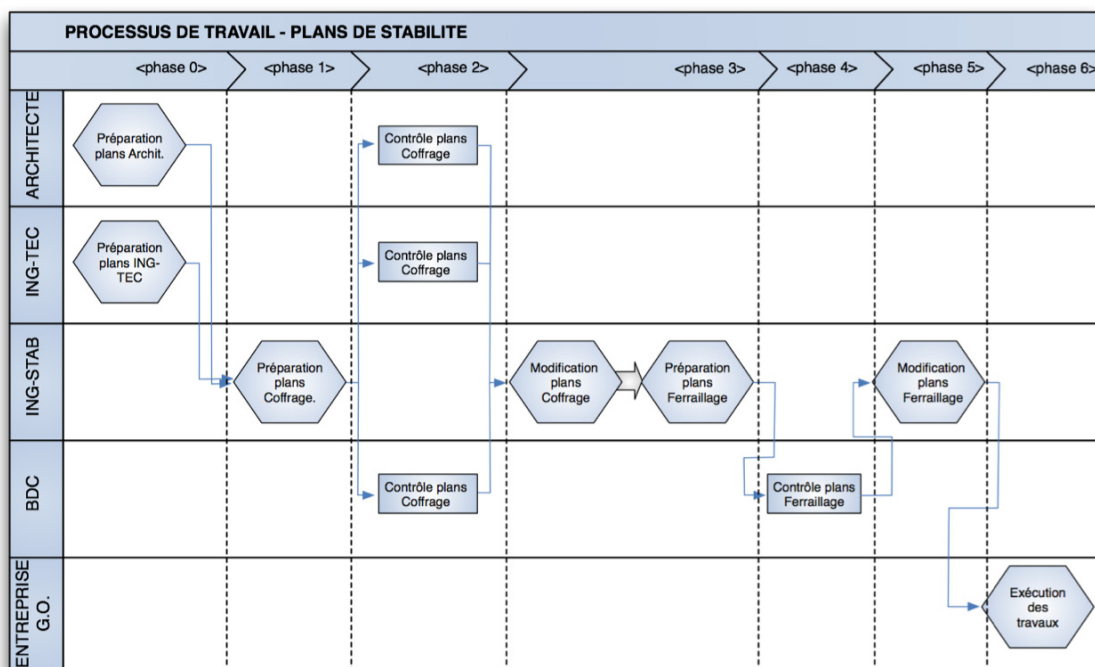 PROCESSUS DE TRAVAIL - PLANS DE STABILITE
<phase 0>
<phase 1>
<phase 2>
<phase 3>
<phase 4>
<phase 5>
<phase 6>
ARCHITECTE
Préparation
plans Archit.
Contrôle plans
Coffrage
ING-TEC
Préparation
plans ING-
TEC
Contrôle plans
Coffrage
ING-STAB
Préparation
plans
Coffrage.
Modification
plans
Coffrage
Préparation
plans
Ferraillage
Modification
plans
Ferraillage
BDC
Contrôle plans
Coffrage
Contrôle plans
Ferraillage
ENTREPRISE
G.O.
Exécution
des
travaux